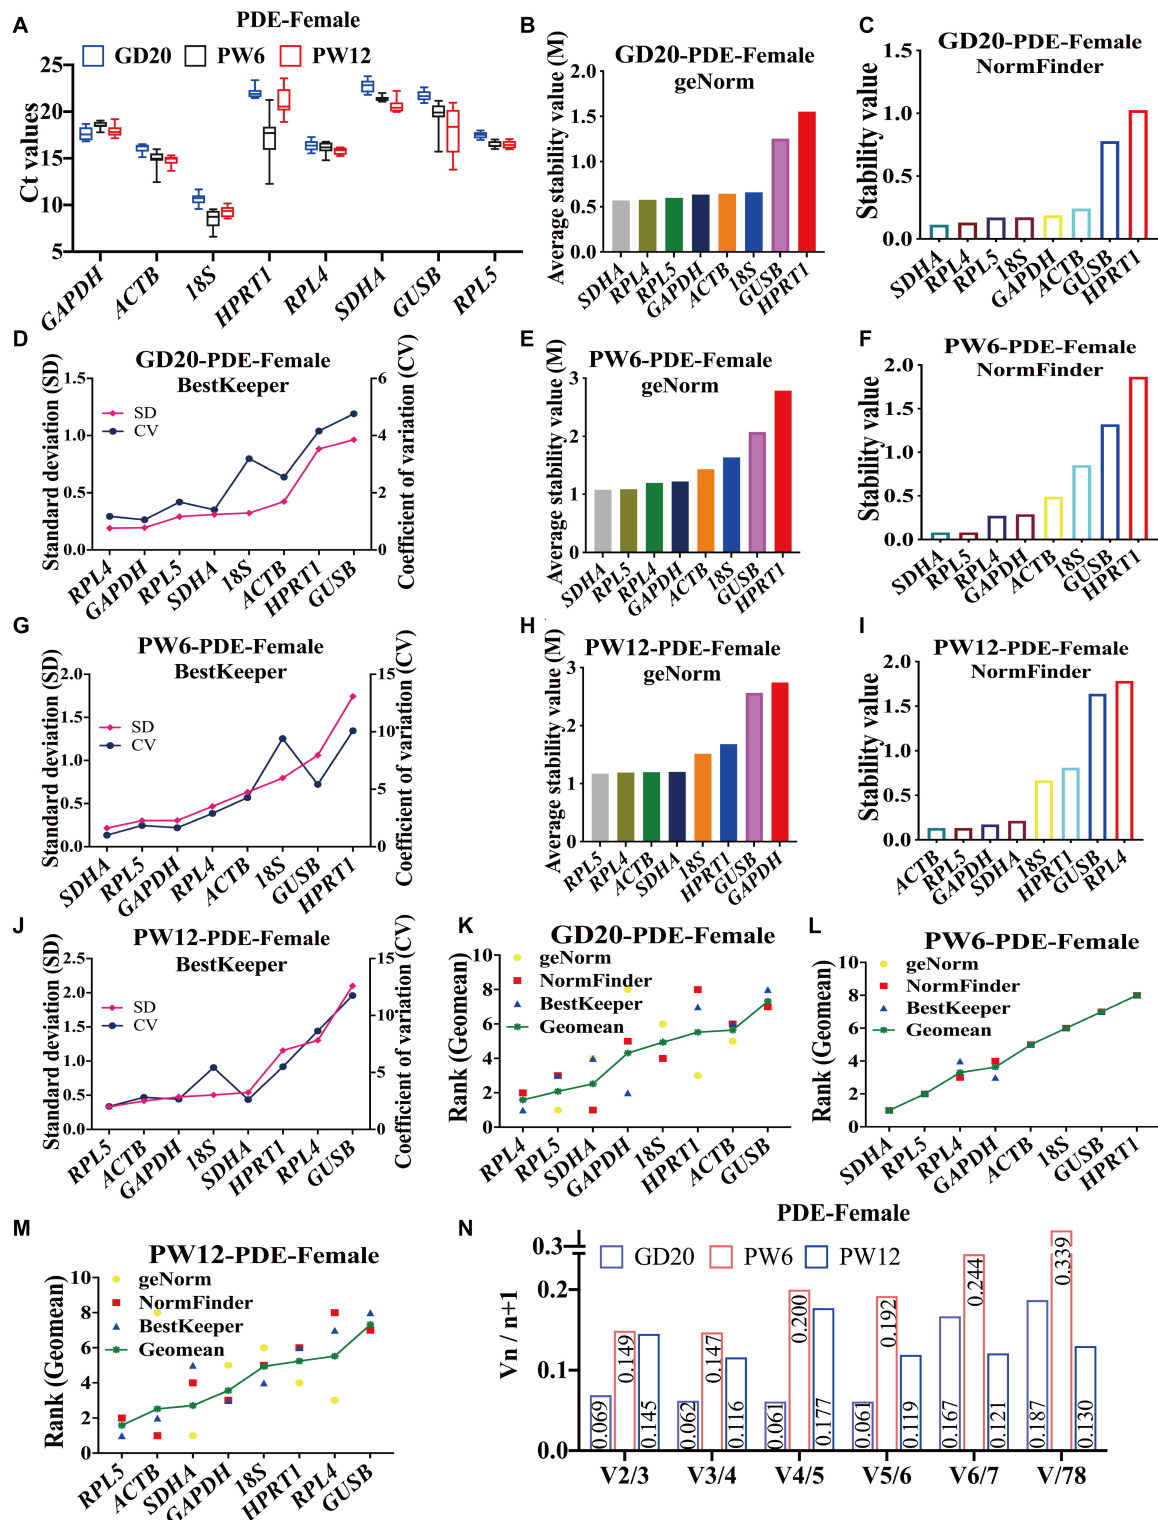 A
PDE-Female
GD20 PW6 PW12
Ct values
25
20
15
10
5
GAPDH ACTB 18S HPRT1 RPL4 SDHA GUSB RPL5
B
GD20-PDE-Female
geNorm
Average stability value (M)
2.0
1.5
1.0
0.5
0.0
SDHA RPL4 RPL5 GAPDH ACTB 18S GUSB HPRT1
C
GD20-PDE-Female
NormFinder
Stability value
1.5
1.0
0.5
0.0
SDHA RPL4 RPL5 18S GAPDH ACTB GUSB HPRT1
D
GD20-PDE-Female
BestKeeper
Standard deviation (SD)
1.5
1.0
0.5
0.0
SD
CV
6
4
2
0
Coefficient of variation (CV)
RPL4 GAPDH RPL5 SDHA 18S ACTB HPRT1 GUSB
E
PW6-PDE-Female
geNorm
Average stability value (M)
3
2
1
0
SDHA RPL5 RPL4 GAPDH ACTB 18S GUSB HPRT1
F
PW6-PDE-Female
NormFinder
Stability value
2.0
1.5
1.0
0.5
0.0
SDHA RPL5 RPL4 GAPDH ACTB 18S GUSB HPRT1
G
PW6-PDE-Female
BestKeeper
Standard deviation (SD)
2.0
1.5
1.0
0.5
0.0
SD
CV
15
10
5
0
Coefficient of variation (CV)
SDHA RPL5 GAPDH RPL4 ACTB 18S GUSB HPRT1
H
PW12-PDE-Female
geNorm
Average stability value (M)
3
2
1
0
RPL5 RPL4 ACTB SDHA 18S HPRT1 GUSB GAPDH
I
PW12-PDE-Female
NormFinder
Stability value
2.0
1.5
1.0
0.5
0.0
ACTB RPL5 GAPDH SDHA 18S HPRT1 GUSB RPL4
J
PW12-PDE-Female
BestKeeper
Standard deviation (SD)
2.5
2.0
1.5
1.0
0.5
0.0
SD
CV
15
10
5
0
Coefficient of variation (CV)
RPL5 ACTB GAPDH 18S SDHA HPRT1 RPL4 GUSB
K
GD20-PDE-Female
Rank (Geomean)
10
8
6
4
2
0
geNorm
NormFinder
BestKeeper
Geomean
RPL4 RPL5 SDHA GAPDH 18S HPRT1 ACTB GUSB
L
PW6-PDE-Female
Rank (Geomean)
10
8
6
4
2
0
geNorm
NormFinder
BestKeeper
Geomean
SDHA RPL5 RPL4 GAPDH ACTB 18S GUSB HPRT1
M
PW12-PDE-Female
Rank (Geomean)
10
8
6
4
2
0
geNorm
NormFinder
BestKeeper
Geomean
RPL5 ACTB SDHA GAPDH 18S HPRT1 RPL4 GUSB
N
PDE-Female
GD20 PW6 PW12
Vn / n+1
0.3
0.2
0.1
0.0
0.069 0.149 0.145 0.062 0.147 0.116 0.061 0.200 0.177 0.061 0.192 0.119 0.167 0.244 0.121 0.187 0.339 0.130
V2/3 V3/4 V4/5 V5/6 V6/7 V/78